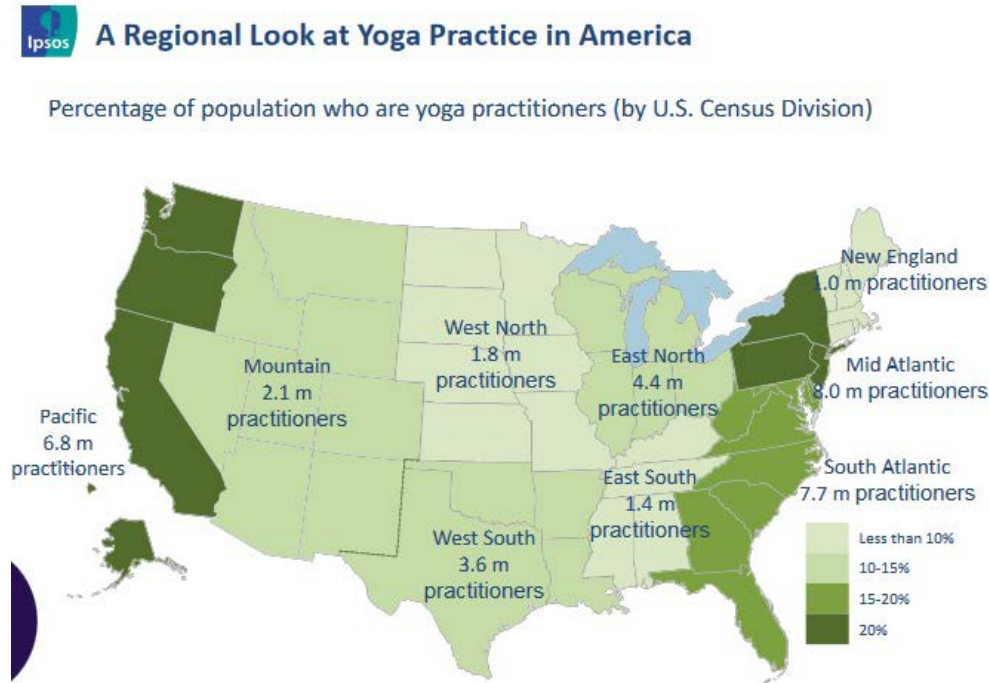 Ipsos
A Regional Look at Yoga Practice in America
Percentage of population who are yoga practitioners (by U.S. Census Division)
New England
1.0 m practitioners
West North
1.8 m
practitioners
East North
4.4 m
practitioners
Mountain
2.1 m
practitioners
Mid Atlantic
8.0 m practitioners
Pacific
6.8 m
practitioners
East South
1.4 m
practitioners
South Atlantic
7.7 m practitioners
West South
3.6 m
practitioners
Less than 10%
10-15%
15-20%
20%